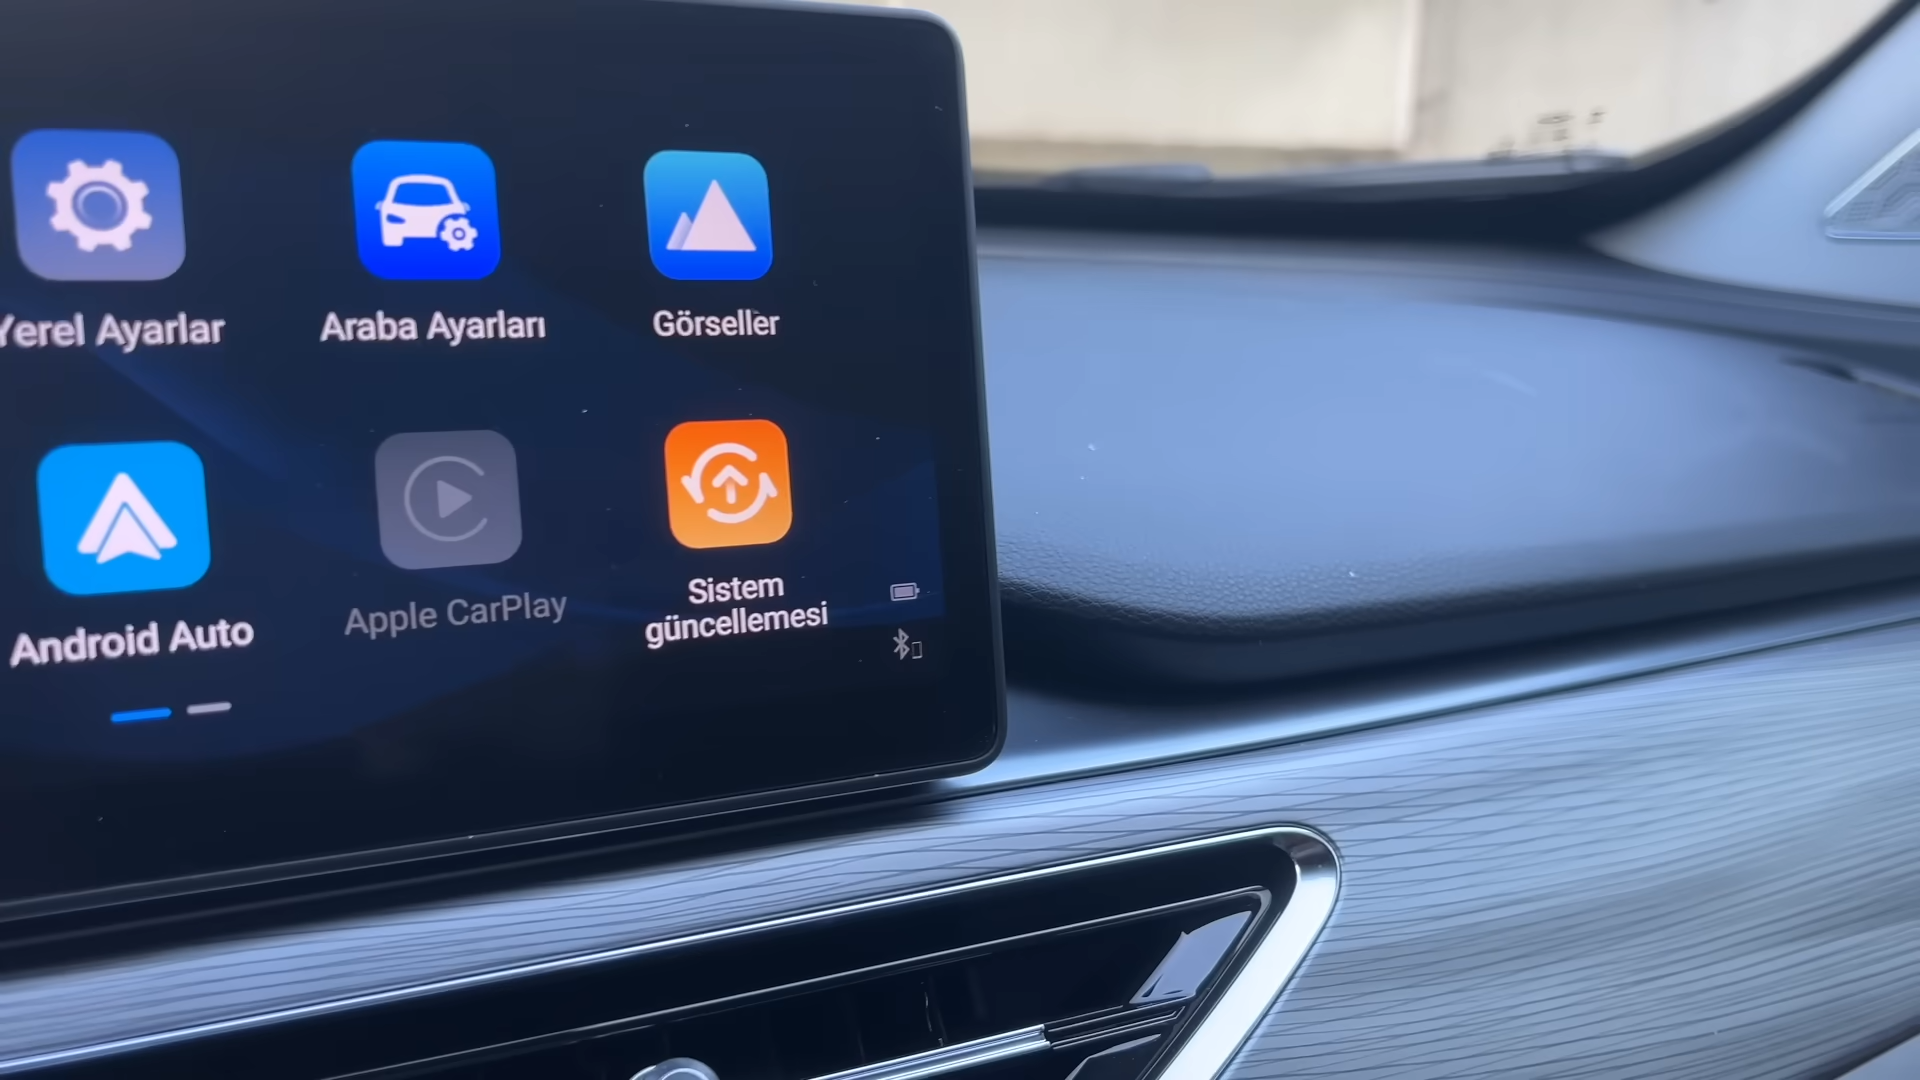 Yerel Ayarlar
Araba Ayarları
Görseller
Android Auto
Apple CarPlay
Sistem
güncellemesi